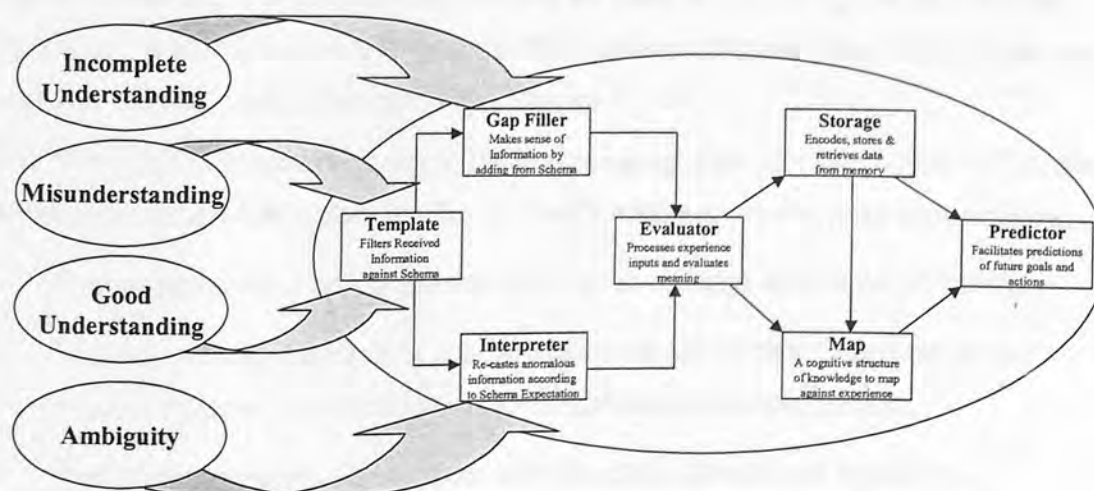 Incomplete
Understanding
Misunderstanding
Good
Understanding
Ambiguity
Gap Filler
Makes sense of
Information by
adding from Schema
Template
Filters Received
Information
against Schema
Interpreter
Re-castes anomalous
information according
to Schema Expectation
Evaluator
Processes experience
inputs and evaluates
meaning
Storage
Encodes, stores &
retrieves data
from memory
Map
A cognitive structure
of knowledge to map
against experience
Predictor
Facilitates predictions
of future goals and
actions